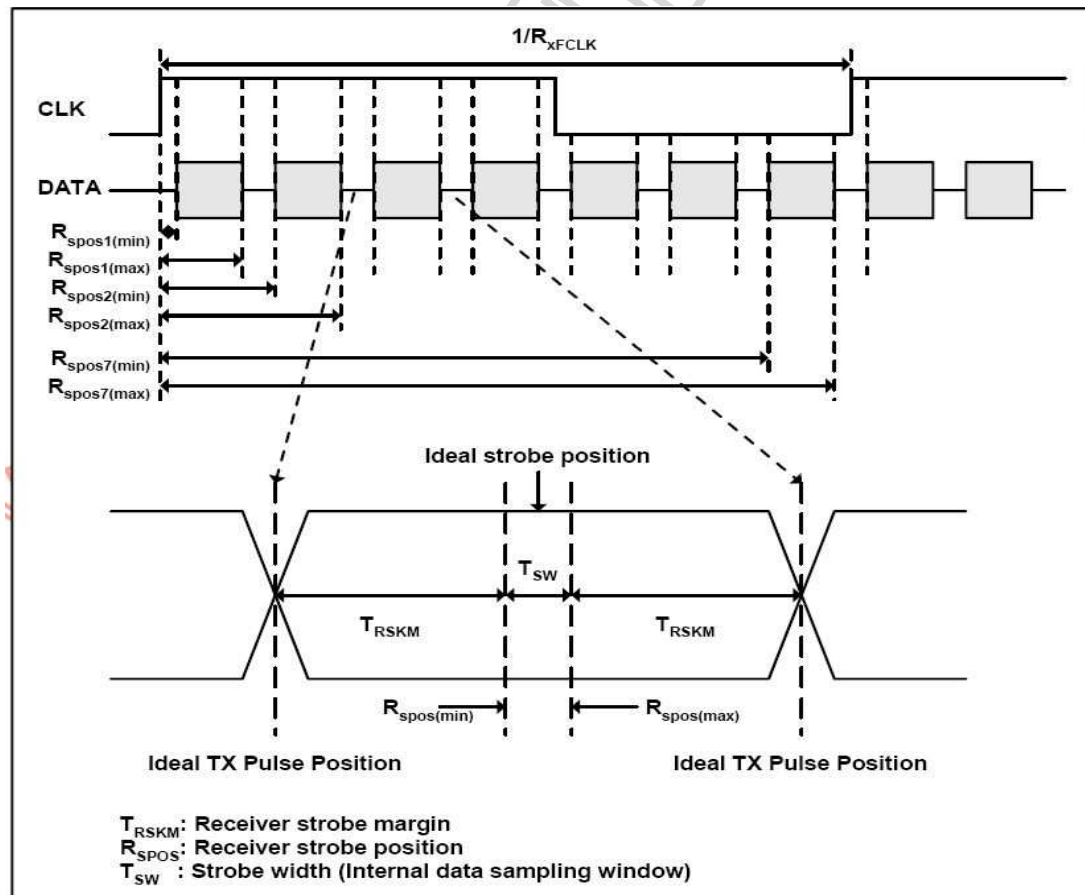 1/RxFCLK
CLK
DATA
Rspos1(min)
Rspos1(max)
Rspos2(min)
Rspos2(max)
Rspos7(min)
Rspos7(max)
Ideal strobe position
TSW
TRSKM TRSKM
Rspos(min) Rspos(max)
Ideal TX Pulse Position Ideal TX Pulse Position
TRSKM: Receiver strobe margin
RSPOS: Receiver strobe position
TSW : Strobe width (Internal data sampling window)